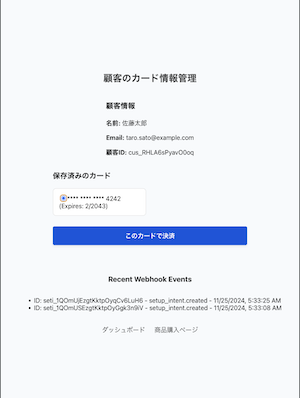 顧客のカード情報管理
顧客情報
名前: 佐藤太郎
Email: taro.sato@example.com
顧客ID: cus_RHLA6sPyavO0oq
保存済みのカード
•••• •••• •••• 4242
(Expires: 2/2043)
このカードで決済
Recent Webhook Events
• ID: seti_1QOmUjEzgtKktpOyqCv6LuH6 - setup_intent.created - 11/25/2024, 5:33:25 AM
• ID: seti_1QOmUSEzgtKktpOyGgk3n9iV - setup_intent.created - 11/25/2024, 5:33:08 AM
ダッシュボード 商品購入ページ